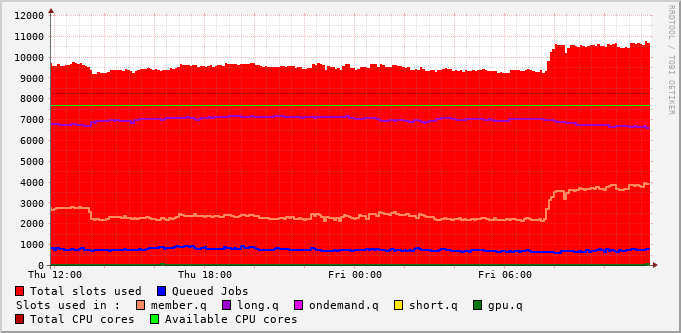 12000
11000
10000
9000
8000
7000
6000
5000
4000
3000
2000
1000
0
Thu 12:00 Thu 18:00 Fri 00:00 Fri 06:00
RRDTOOL / TOBI OETIKER
Total slots used Queued Jobs
Slots used in : member.q long.q ondemand.q short.q gpu.q
Total CPU cores Available CPU cores